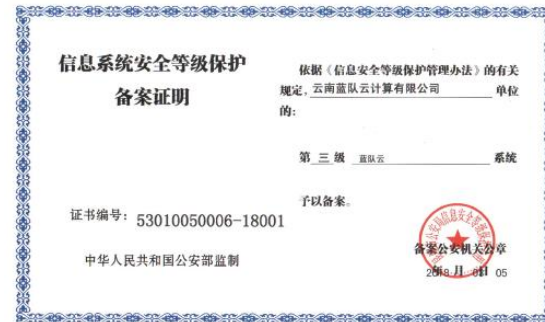 信息系统安全等级保护
备案证明
证书编号：53010050006-18001
中华人民共和国公安部监制
依据《信息安全等级保护管理办法》的有关
规定，云南蓝队云计算有限公司 单位
的：
第 三 级 蓝队云 系统
予以备案。
备案公安机关公章